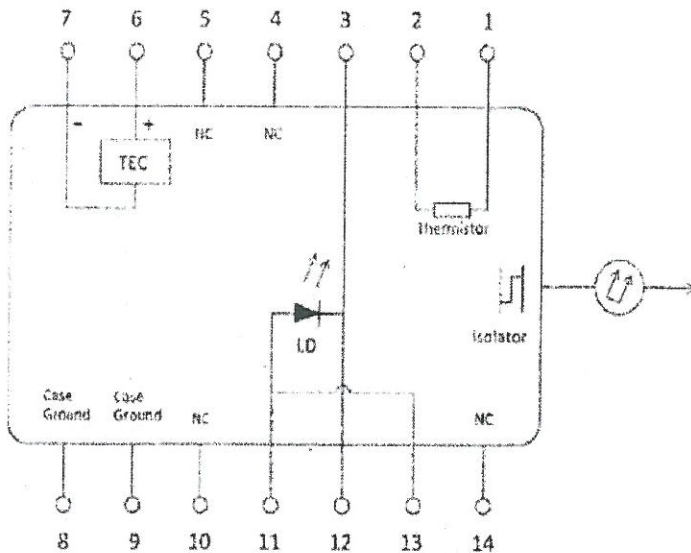 7 6 5 4 3 2 1
- + NC NC
TEC
Thermistor
LD
Isolator
Case Ground
Case Ground
NC
NC
8 9 10 11 12 13 14